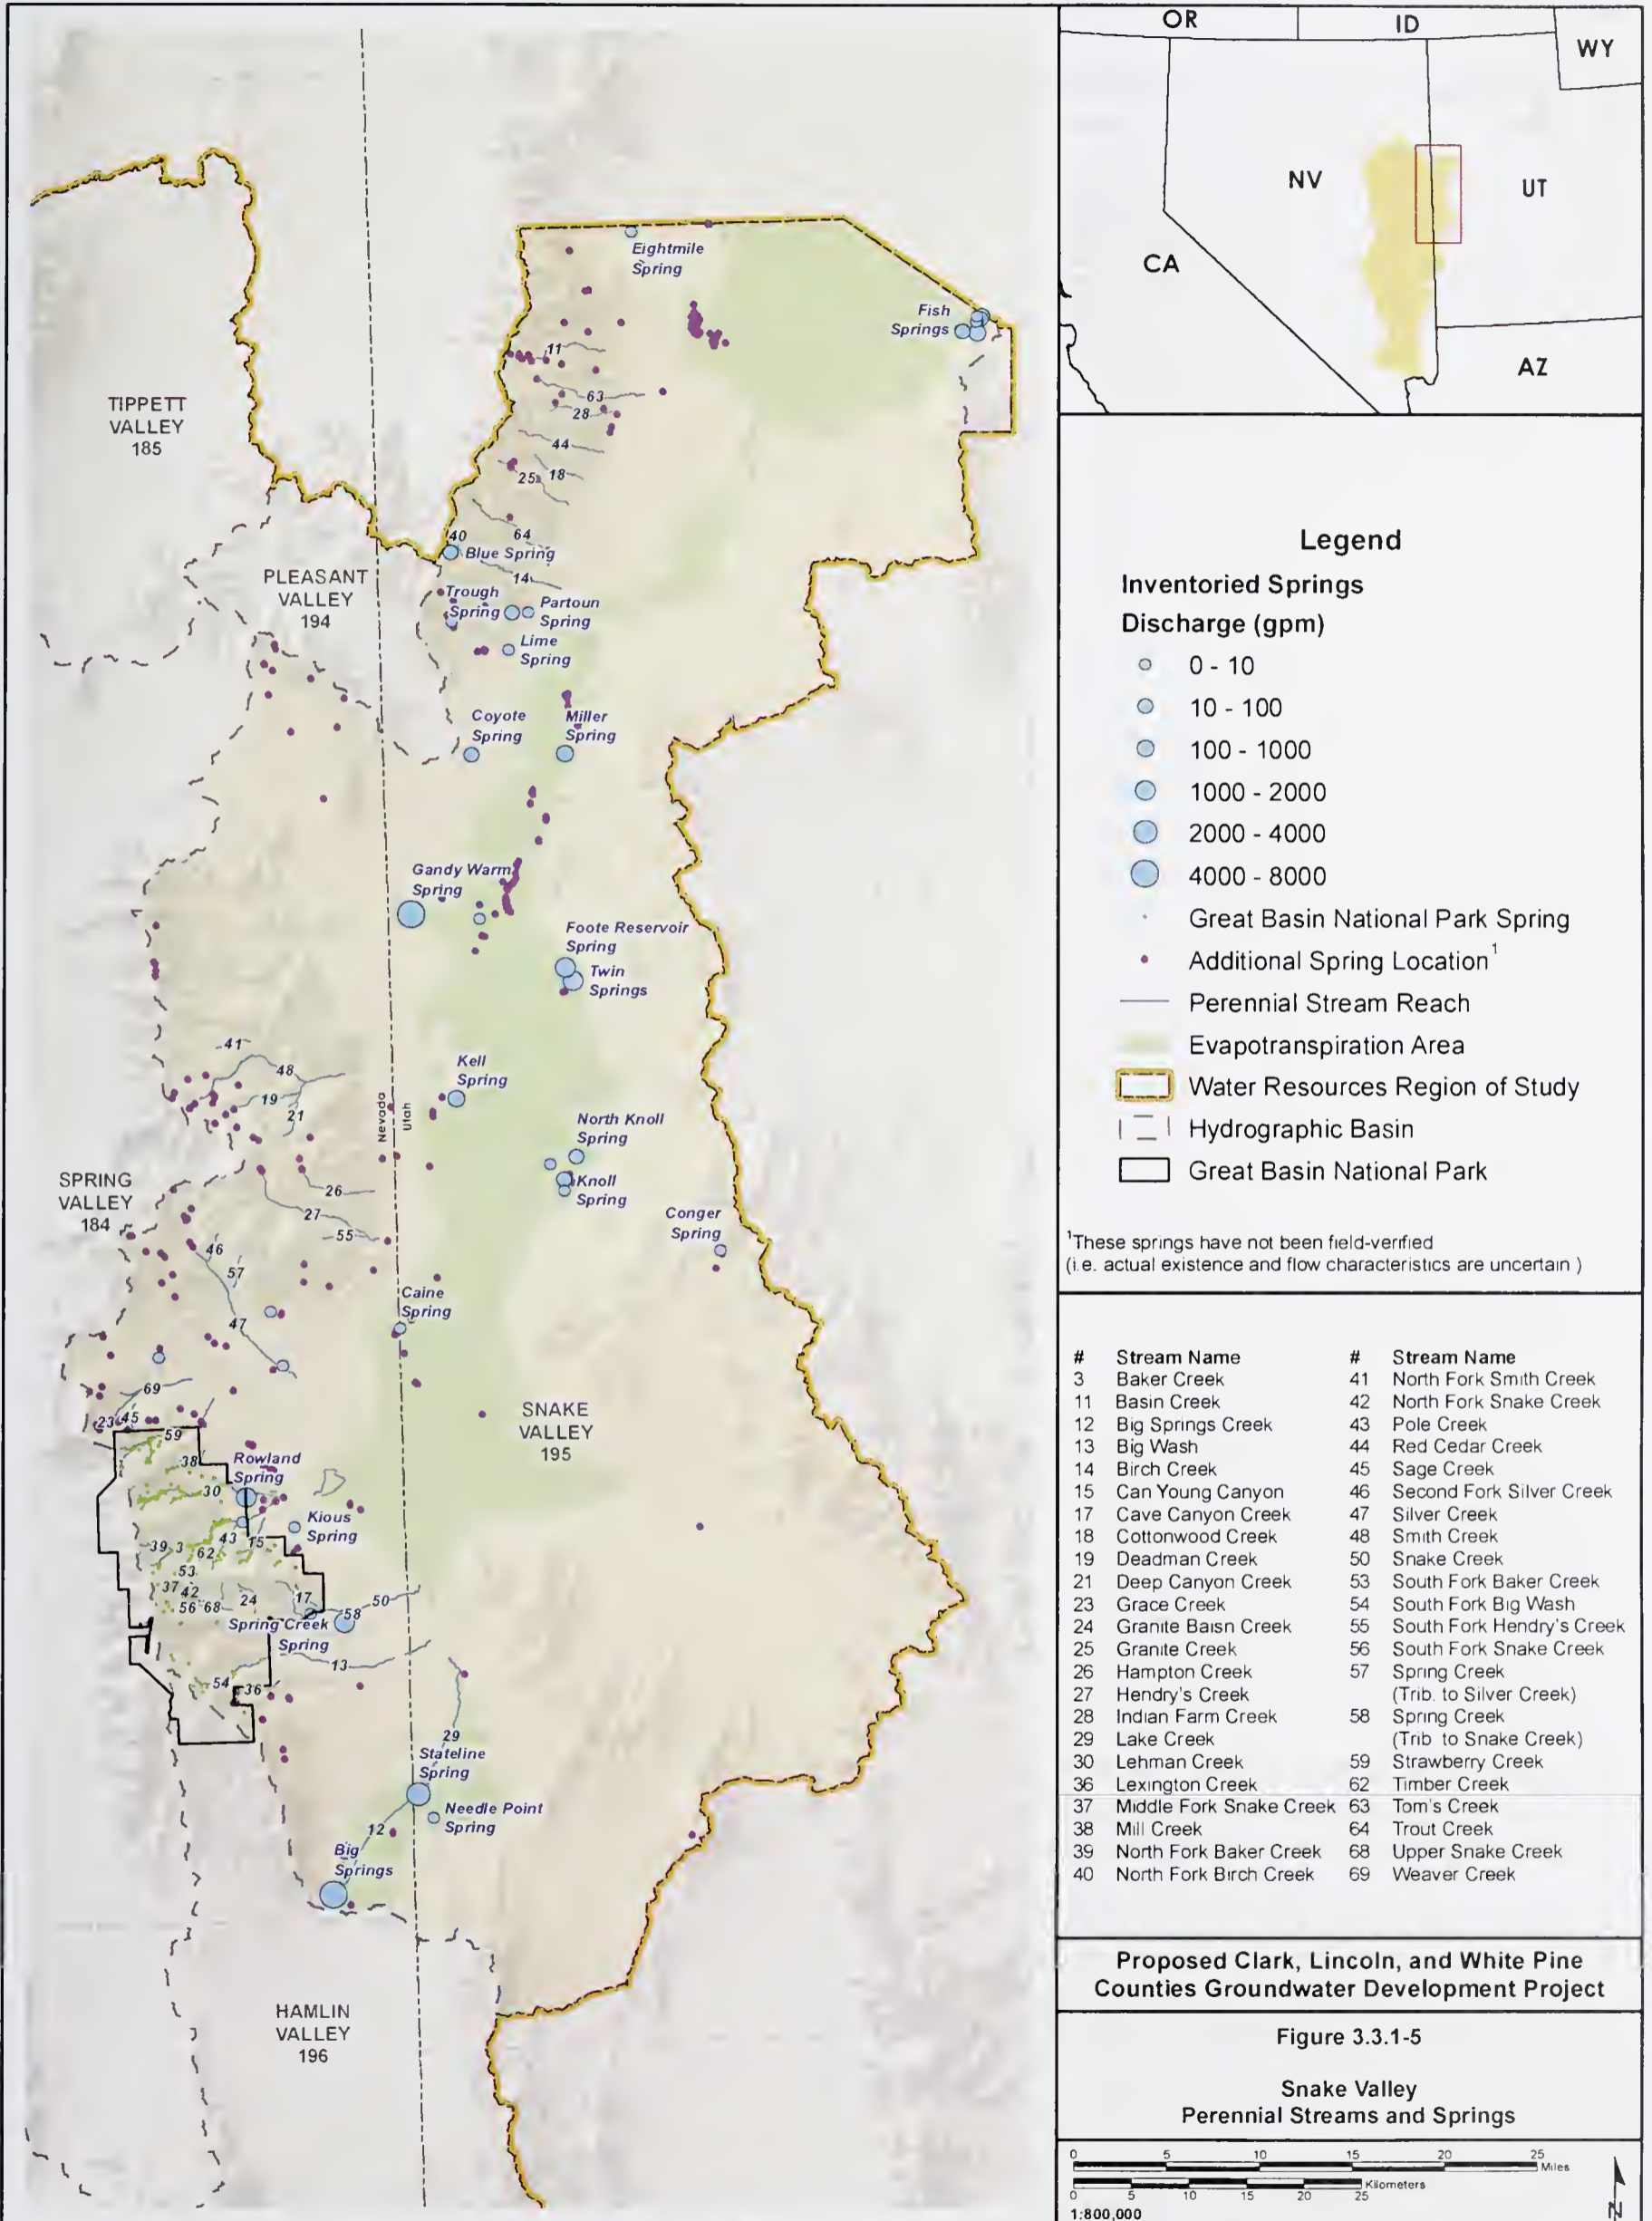 OR
ID
WY
NV
UT
CA
AZ
Eightmile
Spring
Fish
Springs
11
63
28
44
25
18
64
40
Blue Spring
14
TIPPETT
VALLEY
185
PLEASANT
VALLEY
194
Trough
Spring
Partoun
Spring
Lime
Spring
Coyote
Spring
Miller
Spring
Gandy Warm
Spring
Foote Reservoir
Spring
Twin
Springs
41
48
19
21
Kell
Spring
Nevada
Utah
North Knoll
Spring
Knoll
Spring
SPRING
VALLEY
184
26
27
55
46
57
47
Conger
Spring
Caine
Spring
69
23
45
59
SNAKE
VALLEY
195
38
Rowland
Spring
30
Kious
Spring
43
15
39
3
62
53
37
42
24
17
56
68
58
50
Spring Creek
Spring
13
54
36
29
Stateline
Spring
Needle Point
Spring
12
Big
Springs
HAMLIN
VALLEY
196
Legend
Inventoried Springs
Discharge (gpm)
0 - 10
10 - 100
100 - 1000
1000 - 2000
2000 - 4000
4000 - 8000
Great Basin National Park Spring
Additional Spring Location1
Perennial Stream Reach
Evapotranspiration Area
Water Resources Region of Study
Hydrographic Basin
Great Basin National Park
1These springs have not been field-verified
(i.e. actual existence and flow characteristics are uncertain )
# Stream Name # Stream Name
3 Baker Creek 41 North Fork Smith Creek
11 Basin Creek 42 North Fork Snake Creek
12 Big Springs Creek 43 Pole Creek
13 Big Wash 44 Red Cedar Creek
14 Birch Creek 45 Sage Creek
15 Can Young Canyon 46 Second Fork Silver Creek
17 Cave Canyon Creek 47 Silver Creek
18 Cottonwood Creek 48 Smith Creek
19 Deadman Creek 50 Snake Creek
21 Deep Canyon Creek 53 South Fork Baker Creek
23 Grace Creek 54 South Fork Big Wash
24 Granite Baisn Creek 55 South Fork Hendry's Creek
25 Granite Creek 56 South Fork Snake Creek
26 Hampton Creek 57 Spring Creek
27 Hendry's Creek (Trib. to Silver Creek)
28 Indian Farm Creek 58 Spring Creek
29 Lake Creek (Trib to Snake Creek)
30 Lehman Creek 59 Strawberry Creek
36 Lexington Creek 62 Timber Creek
37 Middle Fork Snake Creek 63 Tom's Creek
38 Mill Creek 64 Trout Creek
39 North Fork Baker Creek 68 Upper Snake Creek
40 North Fork Birch Creek 69 Weaver Creek
Proposed Clark, Lincoln, and White Pine
Counties Groundwater Development Project
Figure 3.3.1-5
Snake Valley
Perennial Streams and Springs
0 5 10 15 20 25
Miles
Kilometers
0 5 10 15 20 25
1:800,000
N